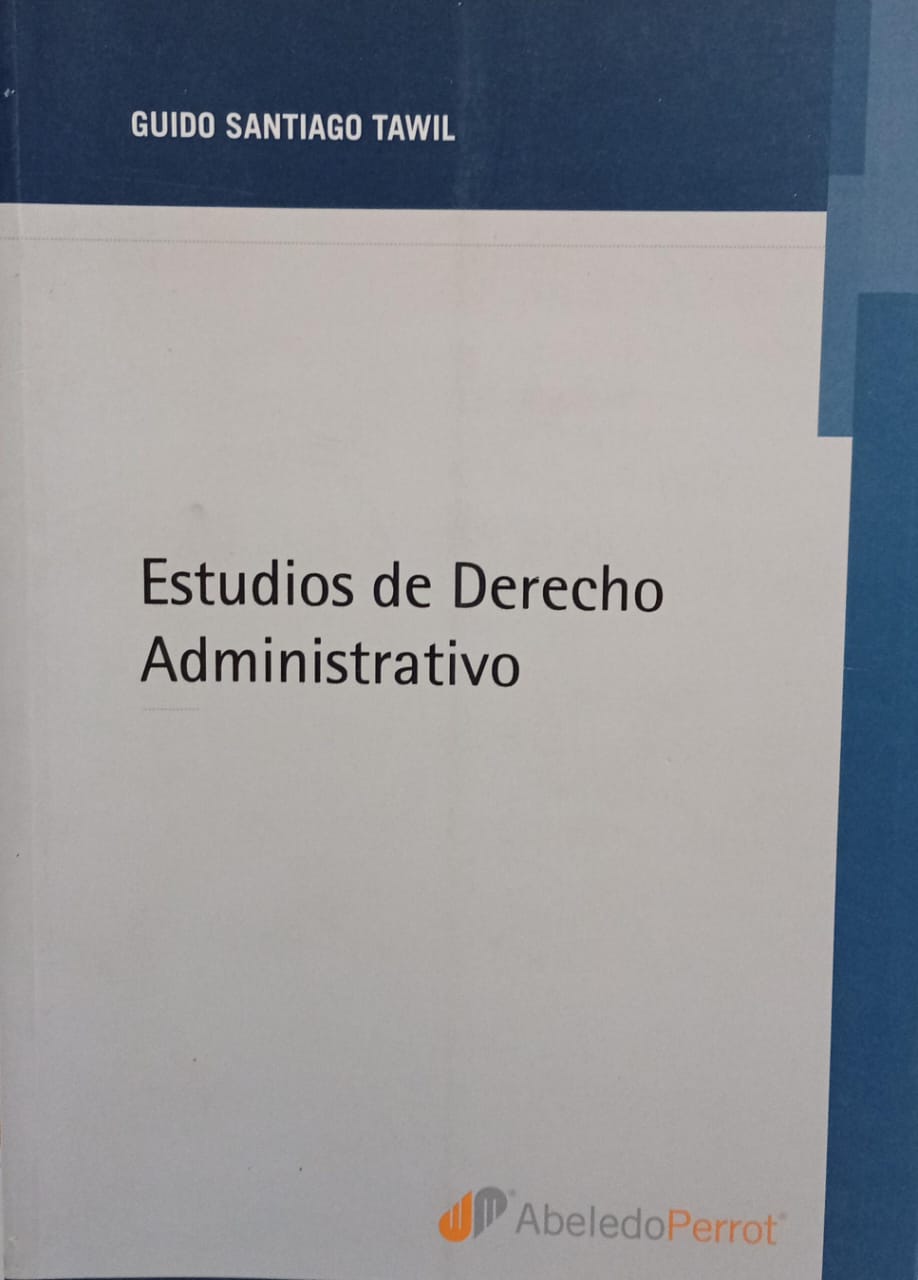 GUIDO SANTIAGO TAWIL
Estudios de Derecho
Administrativo
AbeledoPerrot®